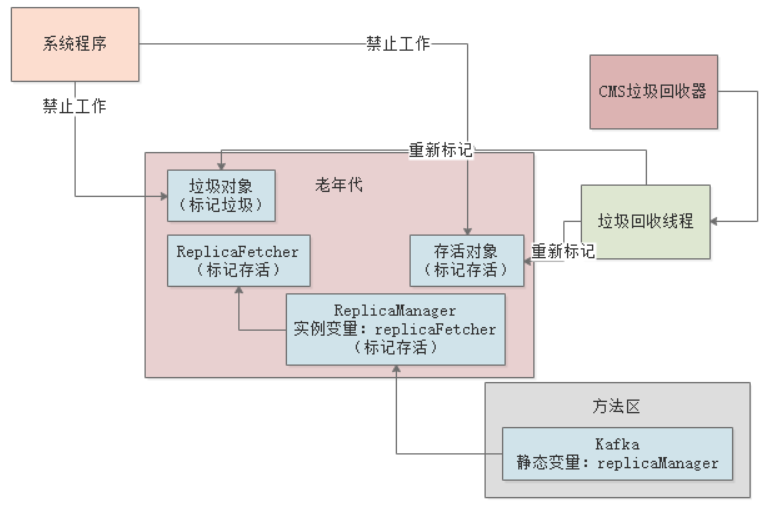 系统程序
禁止工作
禁止工作
CMS垃圾回收器
重新标记
老年代
垃圾对象
（标记垃圾）
垃圾回收线程
ReplicaFetcher
（标记存活）
存活对象
（标记存活）
重新标记
ReplicaManager
实例变量：replicaFetcher
（标记存活）
方法区
Kafka
静态变量：replicaManager